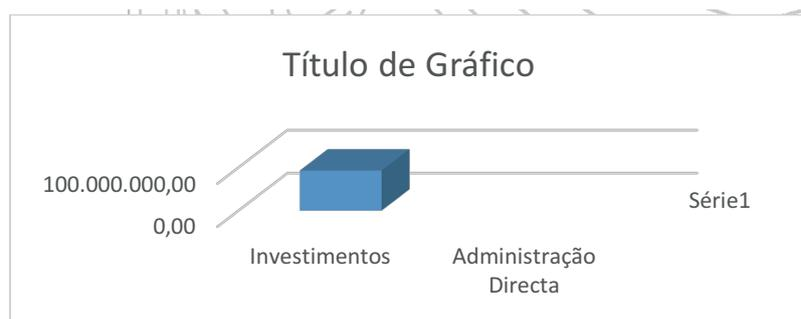 Título de Gráfico
100.000.000,00
0,00
Série1
Investimentos
Administração
Directa